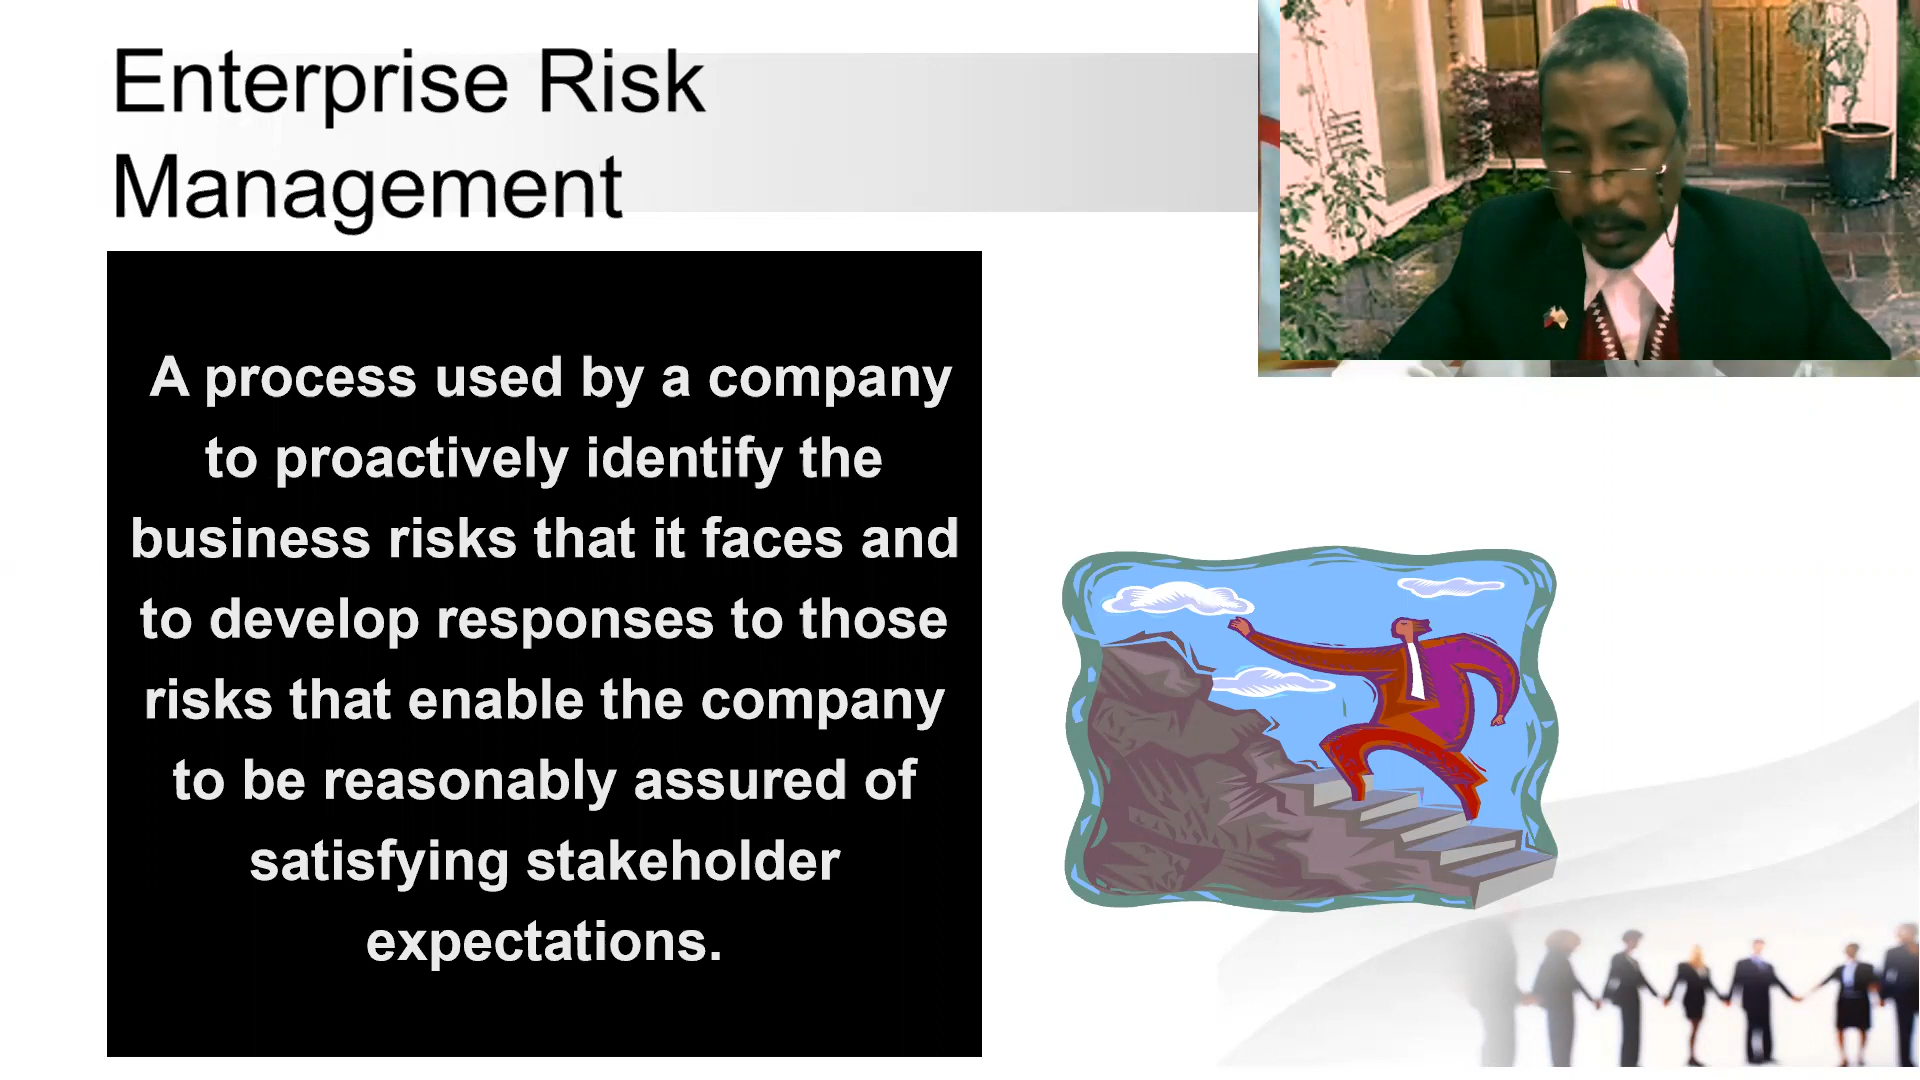 Enterprise Risk
Management
A process used by a company
to proactively identify the
business risks that it faces and
to develop responses to those
risks that enable the company
to be reasonably assured of
satisfying stakeholder
expectations.